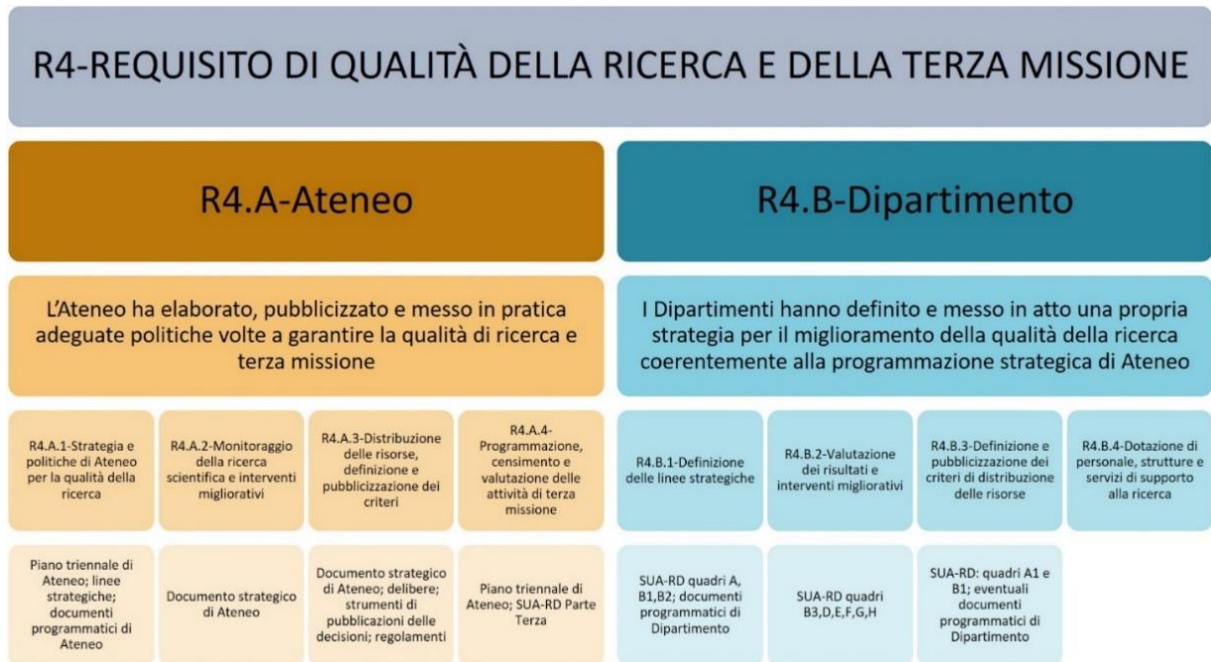 R4-REQUISITO DI QUALITÀ DELLA RICERCA E DELLA TERZA MISSIONE
R4.A-Ateneo
R4.B-Dipartimento
L'Ateneo ha elaborato, pubblicizzato e messo in pratica
adeguate politiche volte a garantire la qualità di ricerca e
terza missione
I Dipartimenti hanno definito e messo in atto una propria
strategia per il miglioramento della qualità della ricerca
coerentemente alla programmazione strategica di Ateneo
R4.A.1-Strategia e
politiche di Ateneo
per la qualità della
ricerca
R4.A.2-Monitoraggio
della ricerca
scientifica e interventi
migliorativi
R4.A.3-Distribuzione
delle risorse,
definizione e
pubblicizzazione dei
criteri
R4.A.4-
Programmazione,
censimento e
valutazione delle
attività di terza
missione
R4.B.1-Definizione
delle linee strategiche
R4.B.2-Valutazione
dei risultati e
interventi migliorativi
R4.B.3-Definizione e
pubblicizzazione dei
criteri di distribuzione
delle risorse
R4.B.4-Dotazione di
personale, strutture e
servizi di supporto
alla ricerca
Piano triennale di
Ateneo; linee
strategiche;
documenti
programmatici di
Ateneo
Documento strategico
di Ateneo
Documento strategico
di Ateneo; delibere;
strumenti di
pubblicazioni delle
decisioni; regolamenti
Piano triennale di
Ateneo; SUA-RD Parte
Terza
SUA-RD quadri A,
B1,B2; documenti
programmatici di
Dipartimento
SUA-RD quadri
B3,D,E,F,G,H
SUA-RD: quadri A1 e
B1; eventuali
documenti
programmatici di
Dipartimento